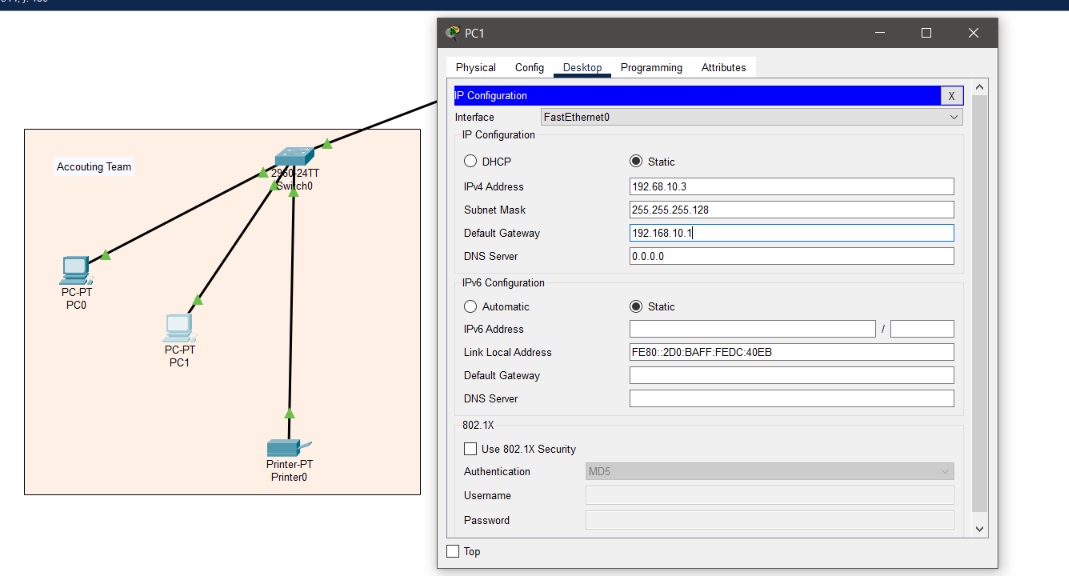 PC1
Physical Config Desktop Programming Attributes
IP Configuration X
Interface FastEthernet0
IP Configuration
DHCP Static
IPv4 Address 192.68.10.3
Subnet Mask 255.255.255.128
Default Gateway 192.168.10.1
DNS Server 0.0.0.0
IPv6 Configuration
Automatic Static
IPv6 Address /
Link Local Address FE80::2D0:BAFF:FEDC:40EB
Default Gateway
DNS Server
802.1X
Use 802.1X Security
Authentication MD5
Username
Password
Top
Accouting Team
2960-24TT
Switch0
PC-PT
PC0
PC-PT
PC1
Printer-PT
Printer0